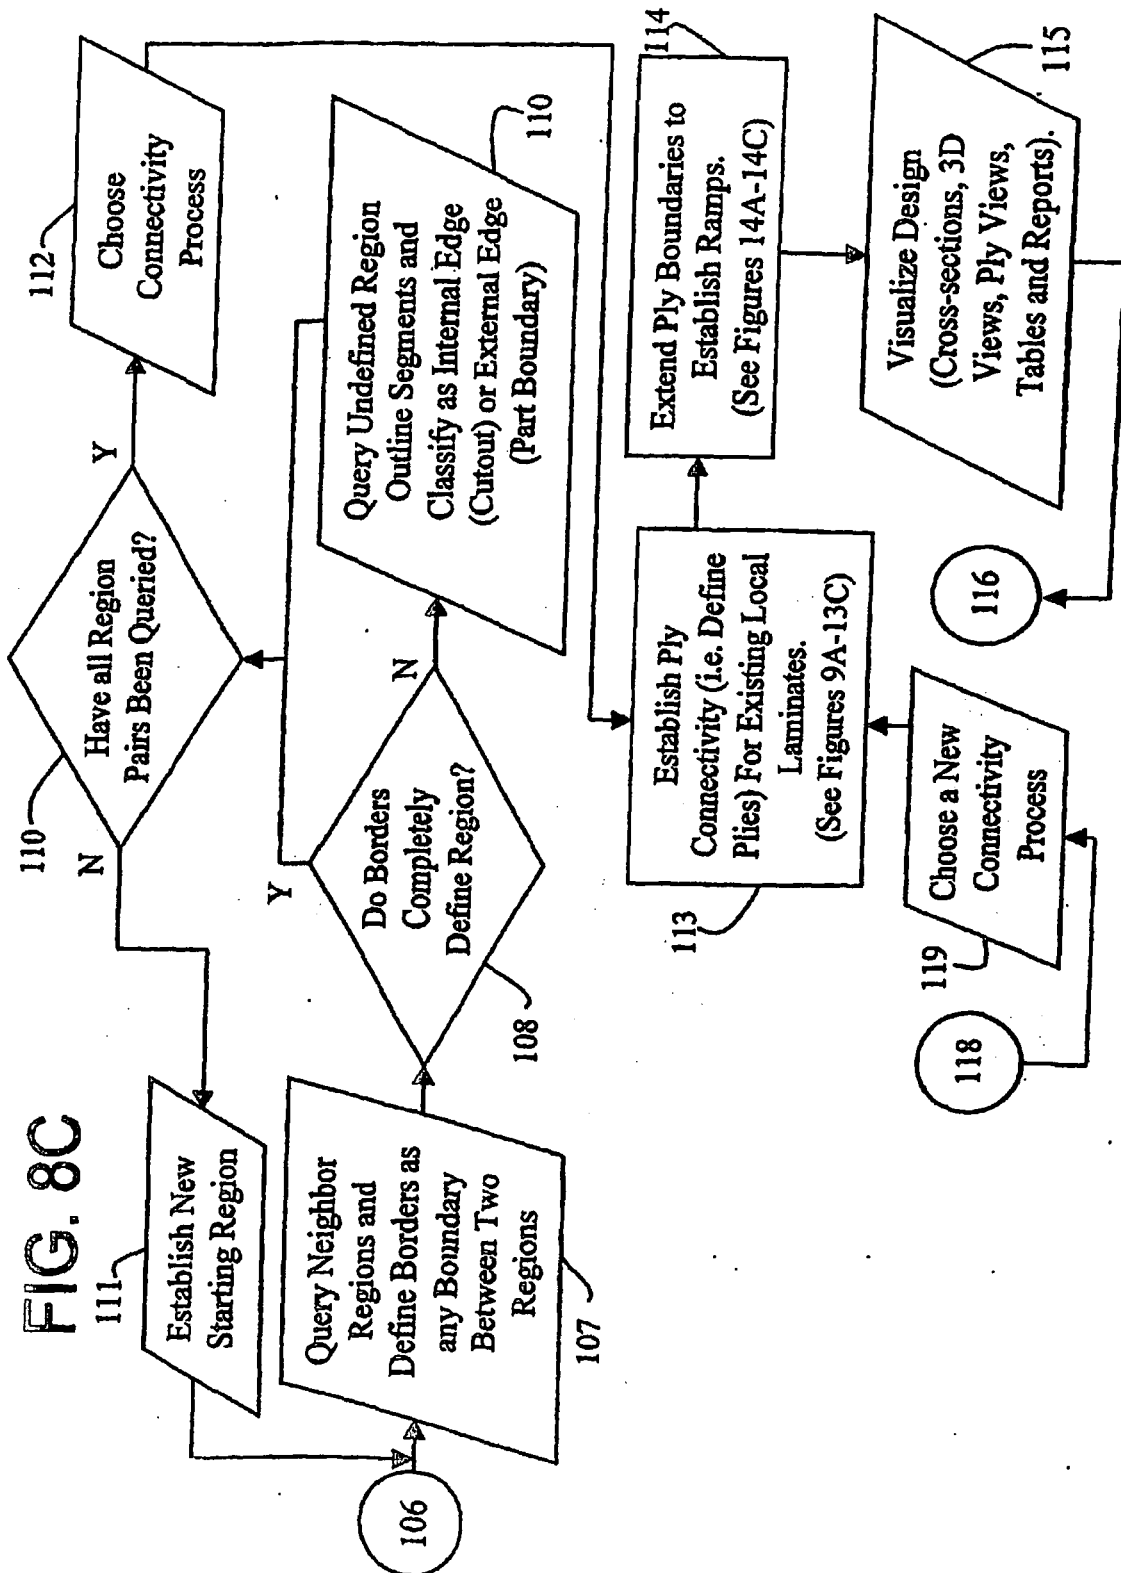 FIG. 8C
111
Establish New
Starting Region
110
Have all Region
Pairs Been Queried?
N
Y
112
Choose
Connectivity
Process
106
Query Neighbor
Regions and
Define Borders as
any Boundary
Between Two
Regions
107
Do Borders
Completely
Define Region?
Y
N
108
Query Undefined Region
Outline Segments and
Classify as Internal Edge
(Cutout) or External Edge
(Part Boundary)
110
Establish Ply
Connectivity (i.e. Define
Plies) For Existing Local
Laminates.
(See Figures 9A-13C)
113
Extend Ply Boundaries to
Establish Ramps.
(See Figures 14A-14C)
114
118
119
Choose a New
Connectivity
Process
116
Visualize Design
(Cross-sections, 3D
Views, Ply Views,
Tables and Reports).
115